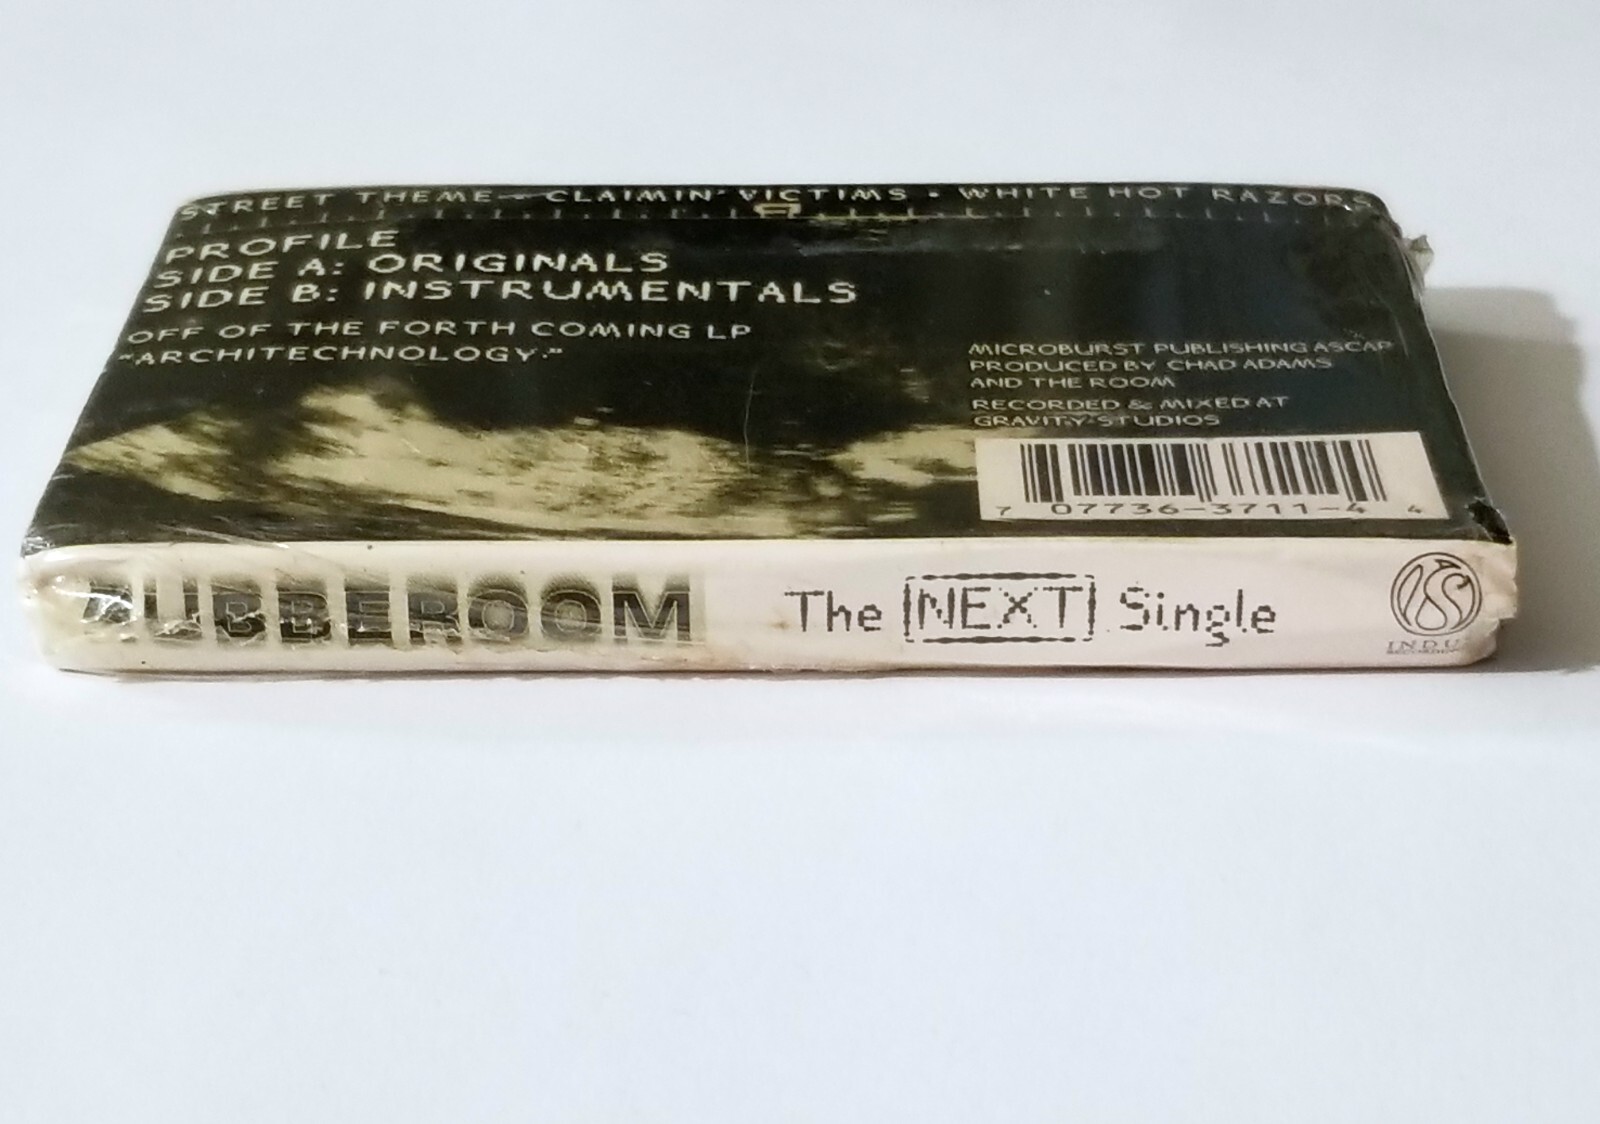 STREET THEME — CLAIMIN' VICTIMS • WHITE HOT RAZORS
PROFILE
SIDE A: ORIGINALS
SIDE B: INSTRUMENTALS
OFF OF THE FORTH COMING LP
"ARCHITECHNOLOGY."
MICROBURST PUBLISHING ASCAP
PRODUCED BY CHAD ADAMS
AND THE ROOM
RECORDED & MIXED AT
GRAVITY STUDIOS
7 07736-3711-4 4
RUBBEROOM The NEXT Single